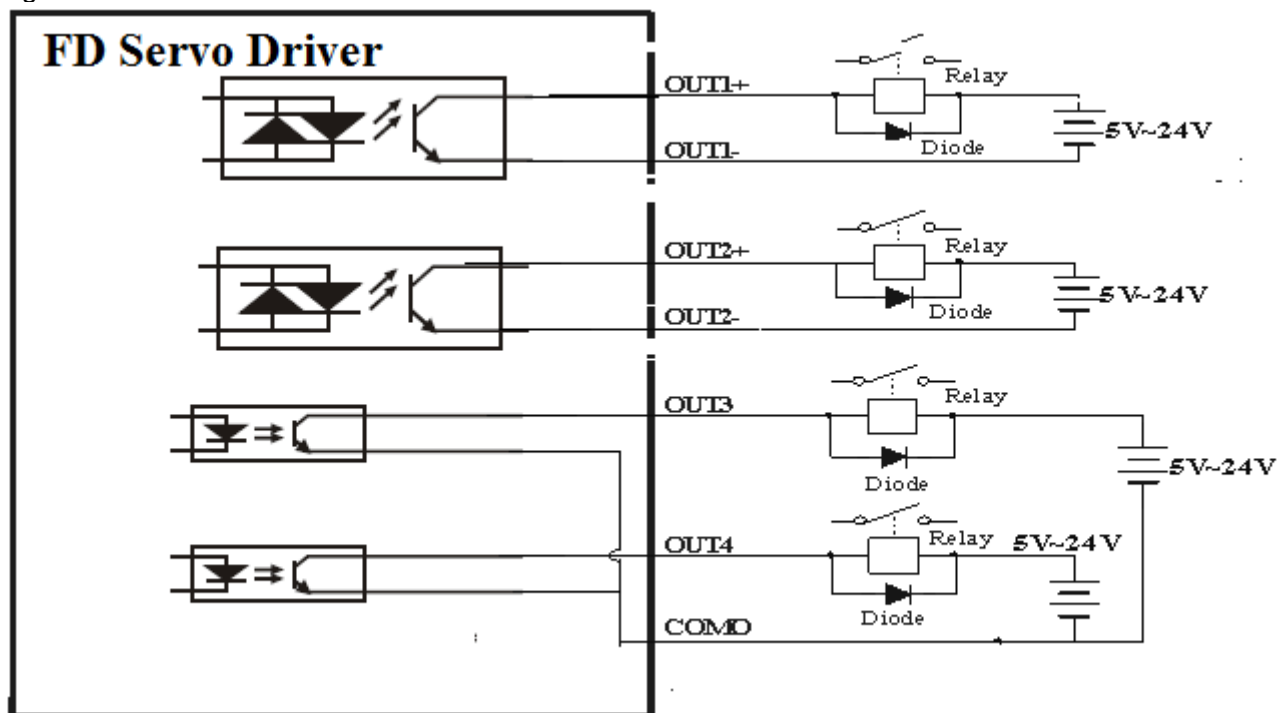 FD Servo Driver
OUT1+
Relay
5V~24V
OUT1-
Diode
OUT2+
Relay
5V~24V
OUT2-
Diode
OUT3
Relay
5V~24V
Diode
OUT4
Relay
5V~24V
Diode
COMO